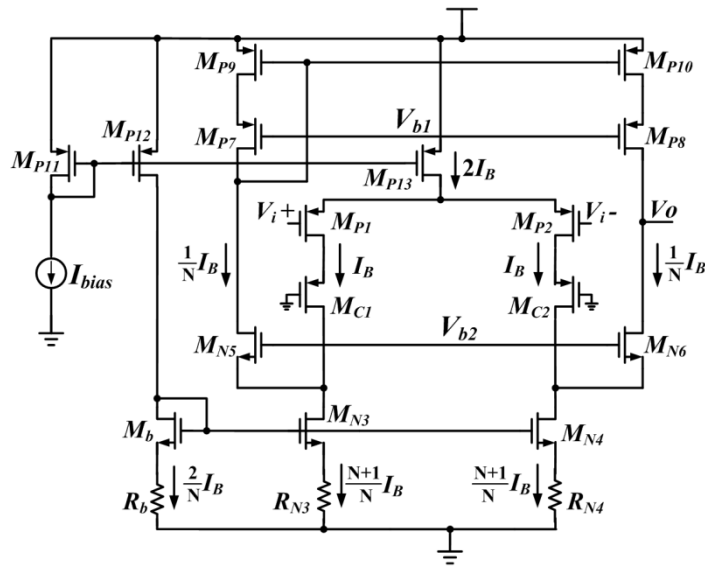 M_P9
M_P10
M_P12
M_P7
V_b1
M_P8
M_P11
M_P13
2I_B
V_i+
M_P1
M_P2
V_i-
Vo
I_bias
1/N I_B
I_B
I_B
1/N I_B
M_C1
M_C2
M_N5
V_b2
M_N6
M_b
M_N3
M_N4
R_b
2/N I_B
R_N3
N+1/N I_B
N+1/N I_B
R_N4